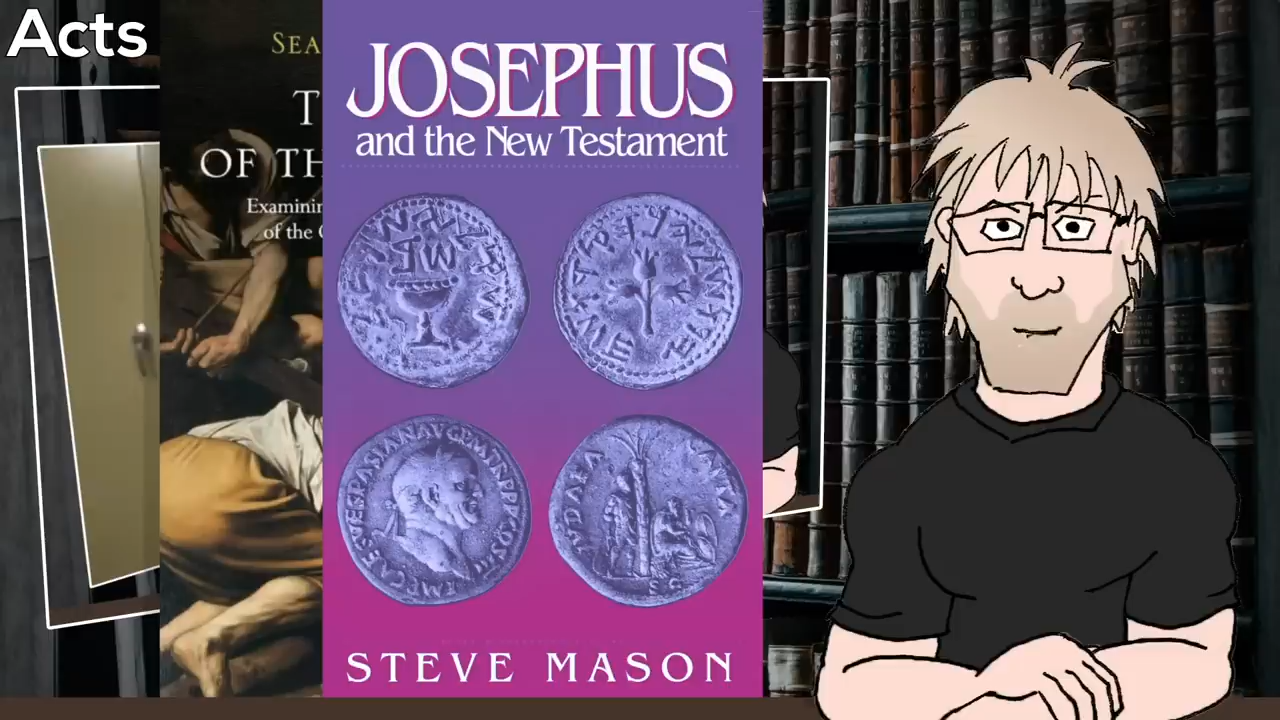 Acts
SEA
T
OF TH
Examinin
of the C
JOSEPHUS
and the New Testament
STEVE MASON